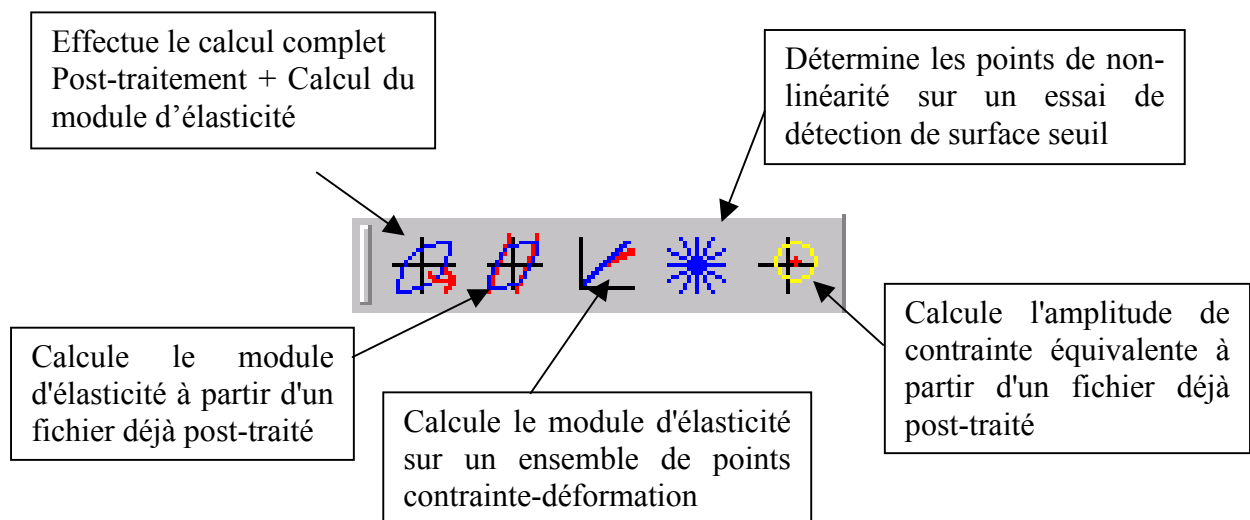 Effectue le calcul complet
Post-traitement + Calcul du
module d’élasticité
Détermine les points de non-
linéarité sur un essai de
détection de surface seuil
Calcule le module
d'élasticité à partir d'un
fichier déjà post-traité
Calcule le module d'élasticité
sur un ensemble de points
contrainte-déformation
Calcule l'amplitude de
contrainte équivalente à
partir d'un fichier déjà
post-traité